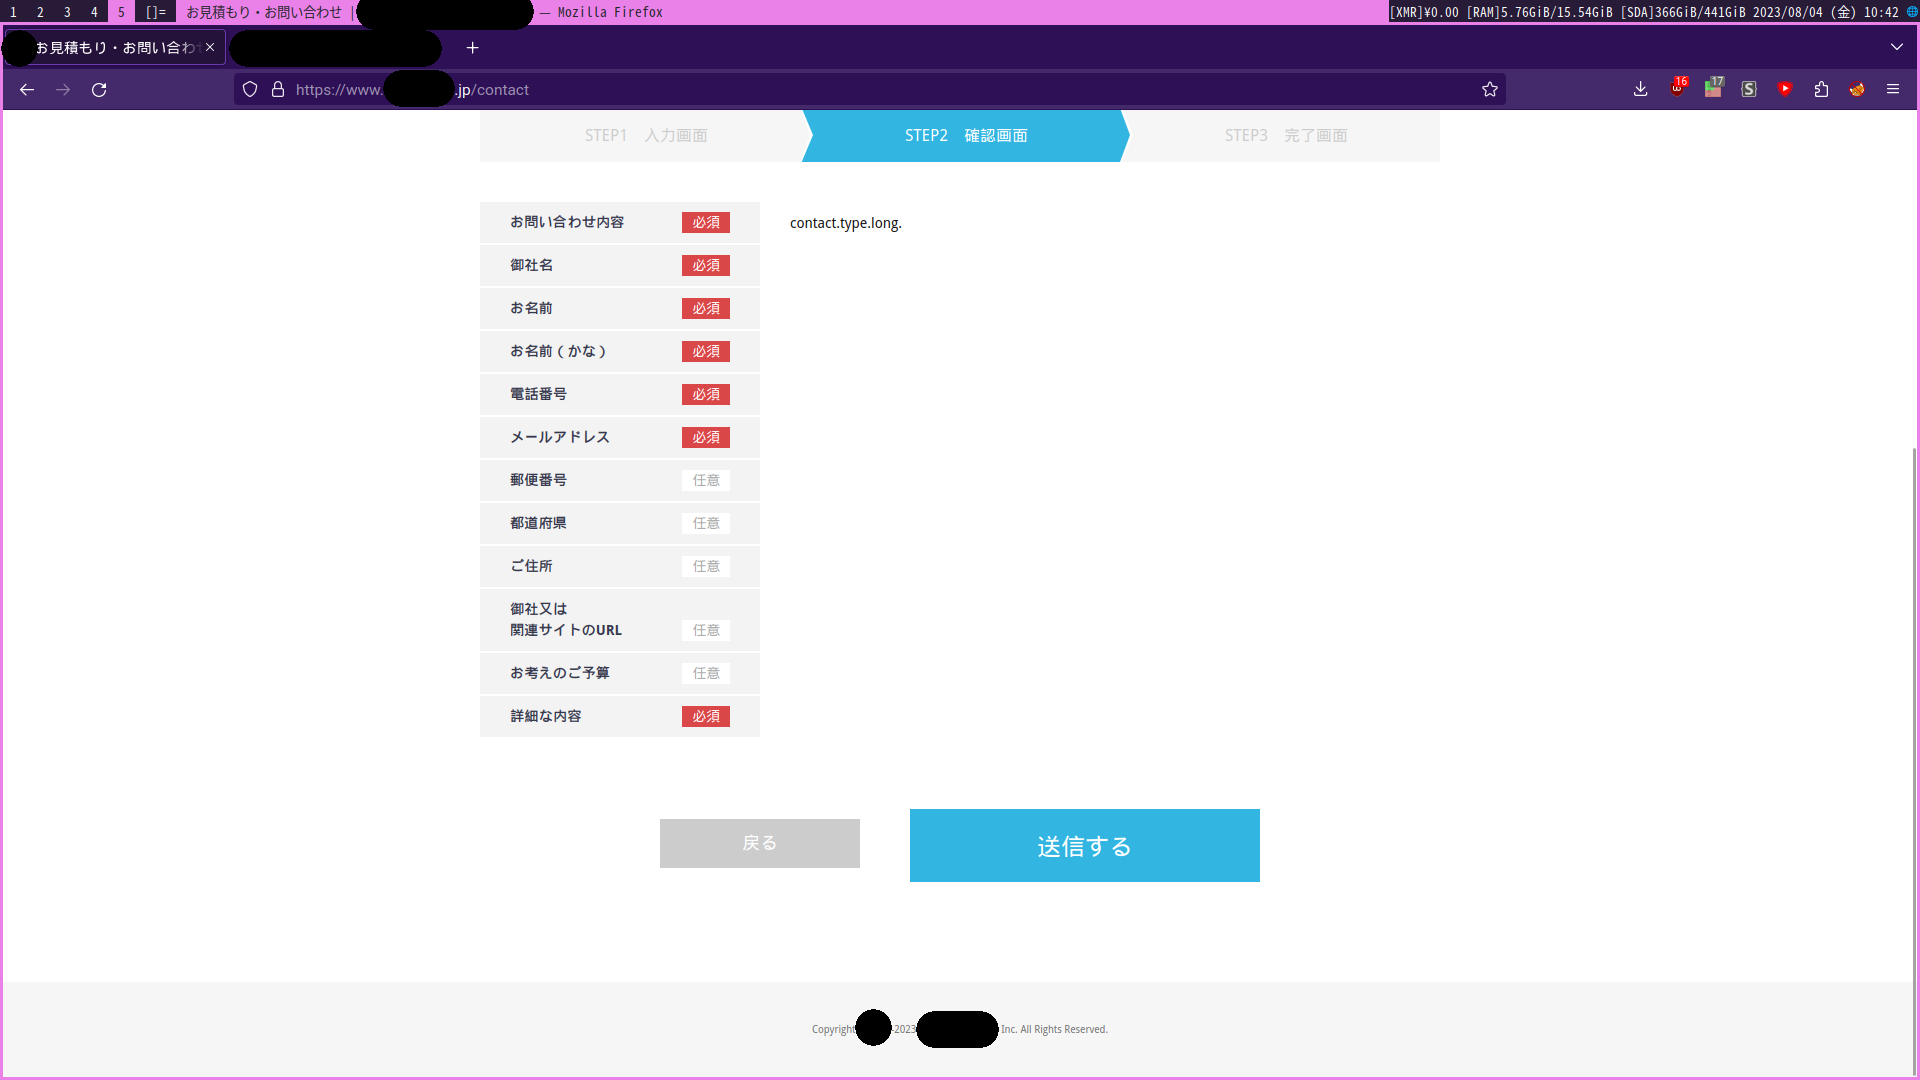 1 2 3 4 5 []= お見積もり・お問い合わせ | — Mozilla Firefox [XMR]¥0.00 [RAM]5.76GiB/15.54GiB [SDA]366GiB/441GiB 2023/08/04 (金) 10:42
お見積もり・お問い合わ
https://www. .jp/contact 16 17
STEP1 入力画面 STEP2 確認画面 STEP3 完了画面
お問い合わせ内容 必須 contact.type.long.
御社名 必須
お名前 必須
お名前（かな） 必須
電話番号 必須
メールアドレス 必須
郵便番号 任意
都道府県 任意
ご住所 任意
御社又は
関連サイトのURL 任意
お考えのご予算 任意
詳細な内容 必須
戻る 送信する
Copyright -2023 Inc. All Rights Reserved.